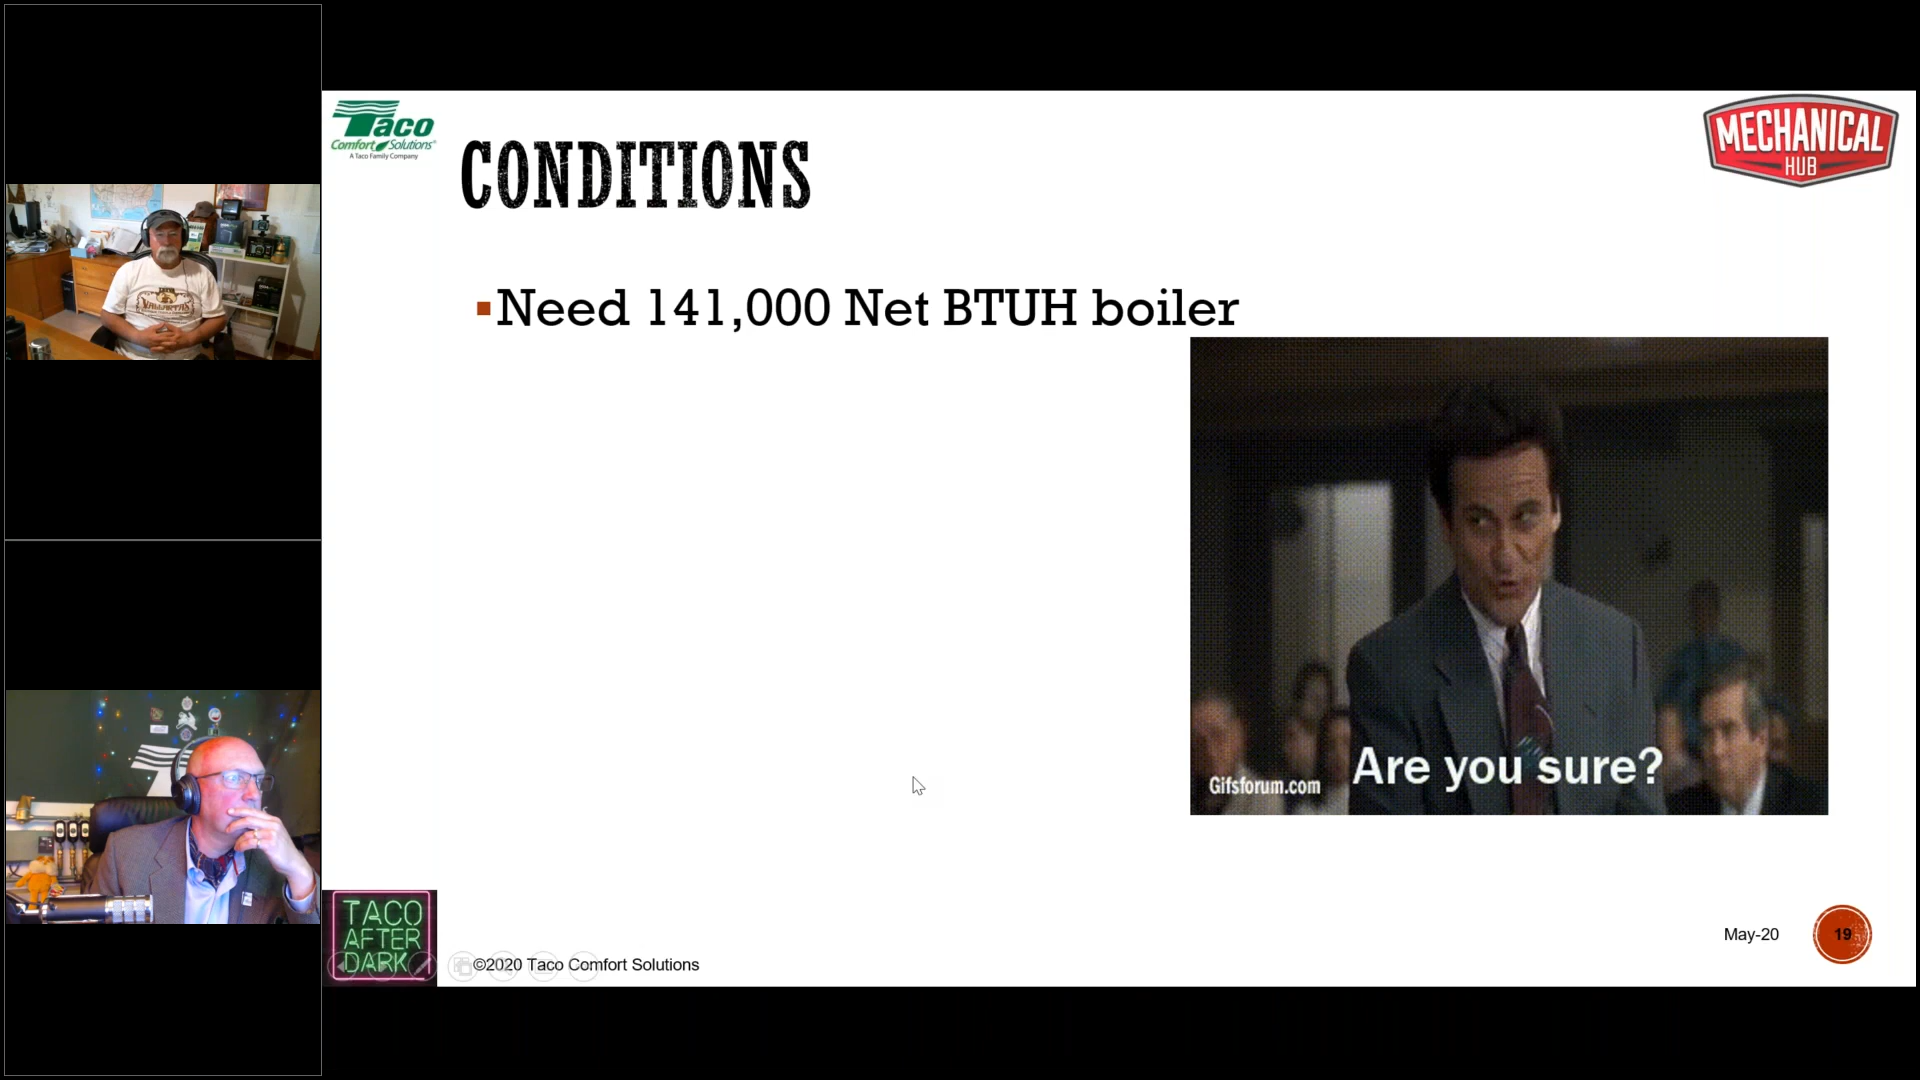 Taco
Comfort Solutions®
A Taco Family Company
CONDITIONS
MECHANICAL
HUB
▪Need 141,000 Net BTUH boiler
Are you sure?
Gifsforum.com
TACO
AFTER
DARK
©2020 Taco Comfort Solutions
May-20
19